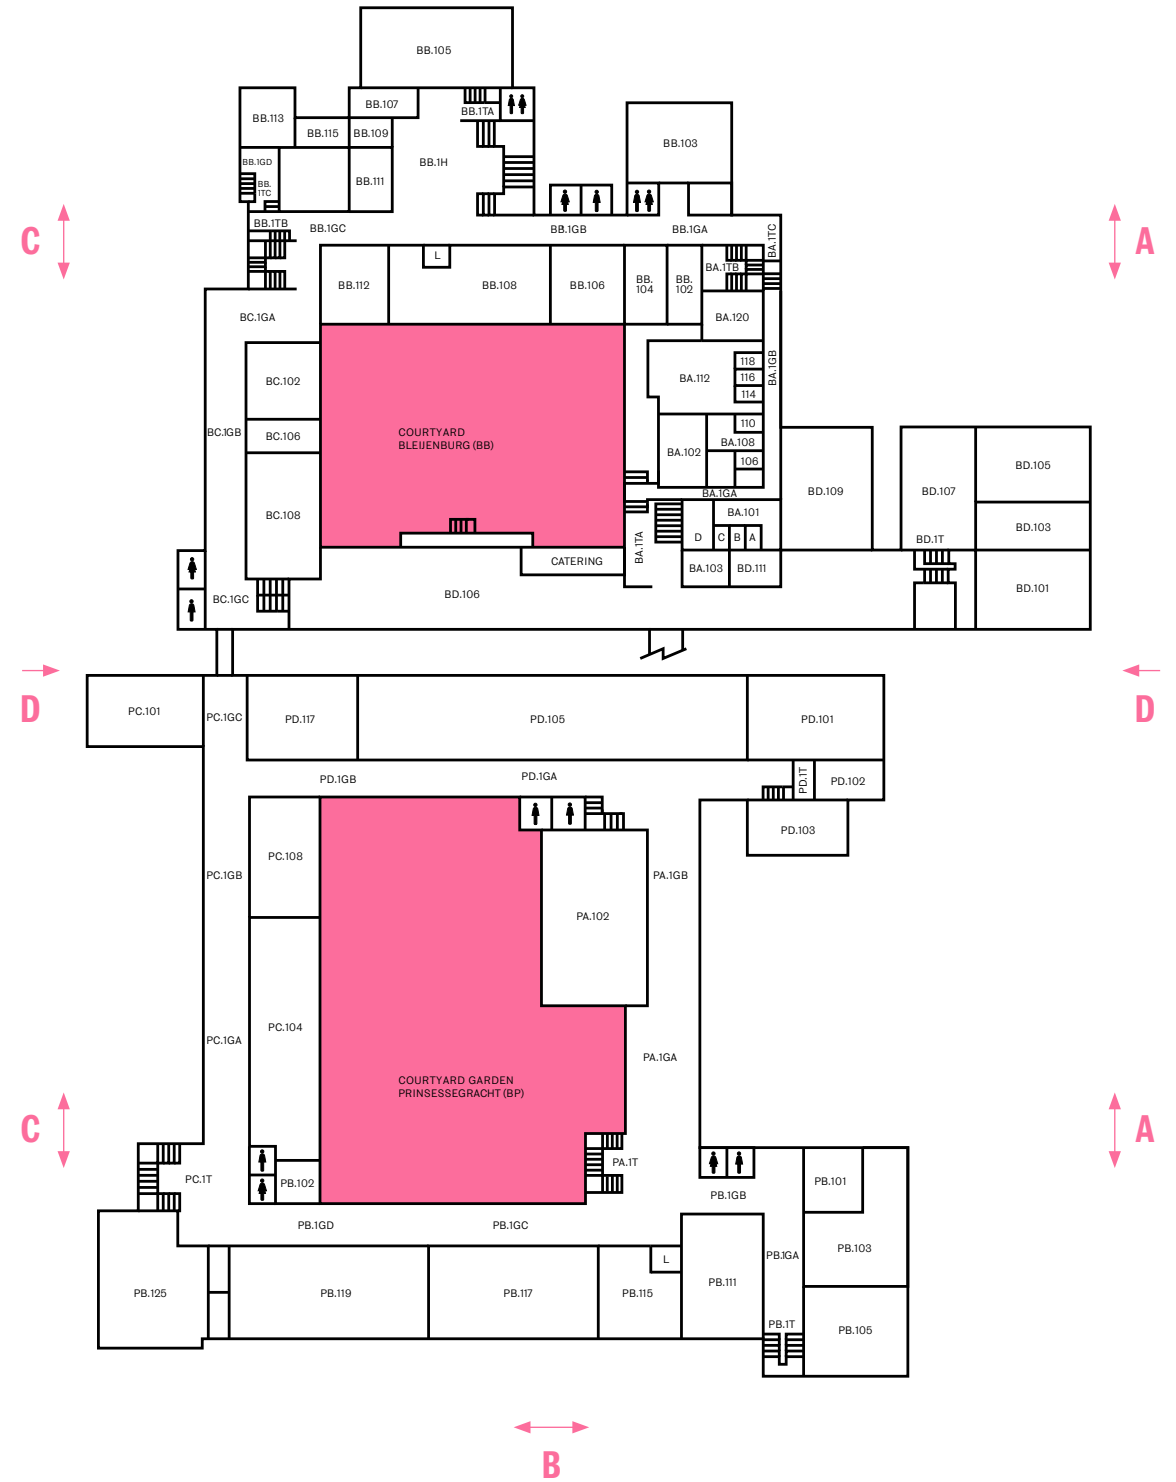 BB.105
BB.107
BB.1TA
BB.113
BB.115
BB.109
BB.103
BB.1GD
BB.1H
BB.111
BB.
1TC
BB.1TB
BB.1GC
BB.1GB
BB.1GA
BA.1TC
C
A
L
BB.112
BB.108
BB.106
BB.
104
BB.
102
BA.1TB
BC.1GA
BA.120
118
116
114
BA.112
BA.1GB
BC.102
BC.1GB
BC.106
COURTYARD
BLEIJENBURG (BB)
110
BA.108
BA.102
106
BC.108
BA.1GA
BD.109
BD.107
BD.105
BA.101
BD.103
D
C
B
A
BD.1T
BA.1TA
CATERING
BA.103
BD.111
BD.106
BD.101
BC.1GC
D
D
PC.101
PC.1GC
PD.117
PD.105
PD.101
PD.1GB
PD.1GA
PD.1T
PD.102
PD.103
PC.108
PC.1GB
PA.1GB
PA.102
PC.104
PC.1GA
PA.1GA
COURTYARD GARDEN
PRINSESSEGRACHT (BP)
C
A
PA.1T
PC.1T
PB.102
PB.101
PB.1GB
PB.1GD
PB.1GC
PB.103
PB.1GA
L
PB.125
PB.119
PB.117
PB.115
PB.111
PB.1T
PB.105
B